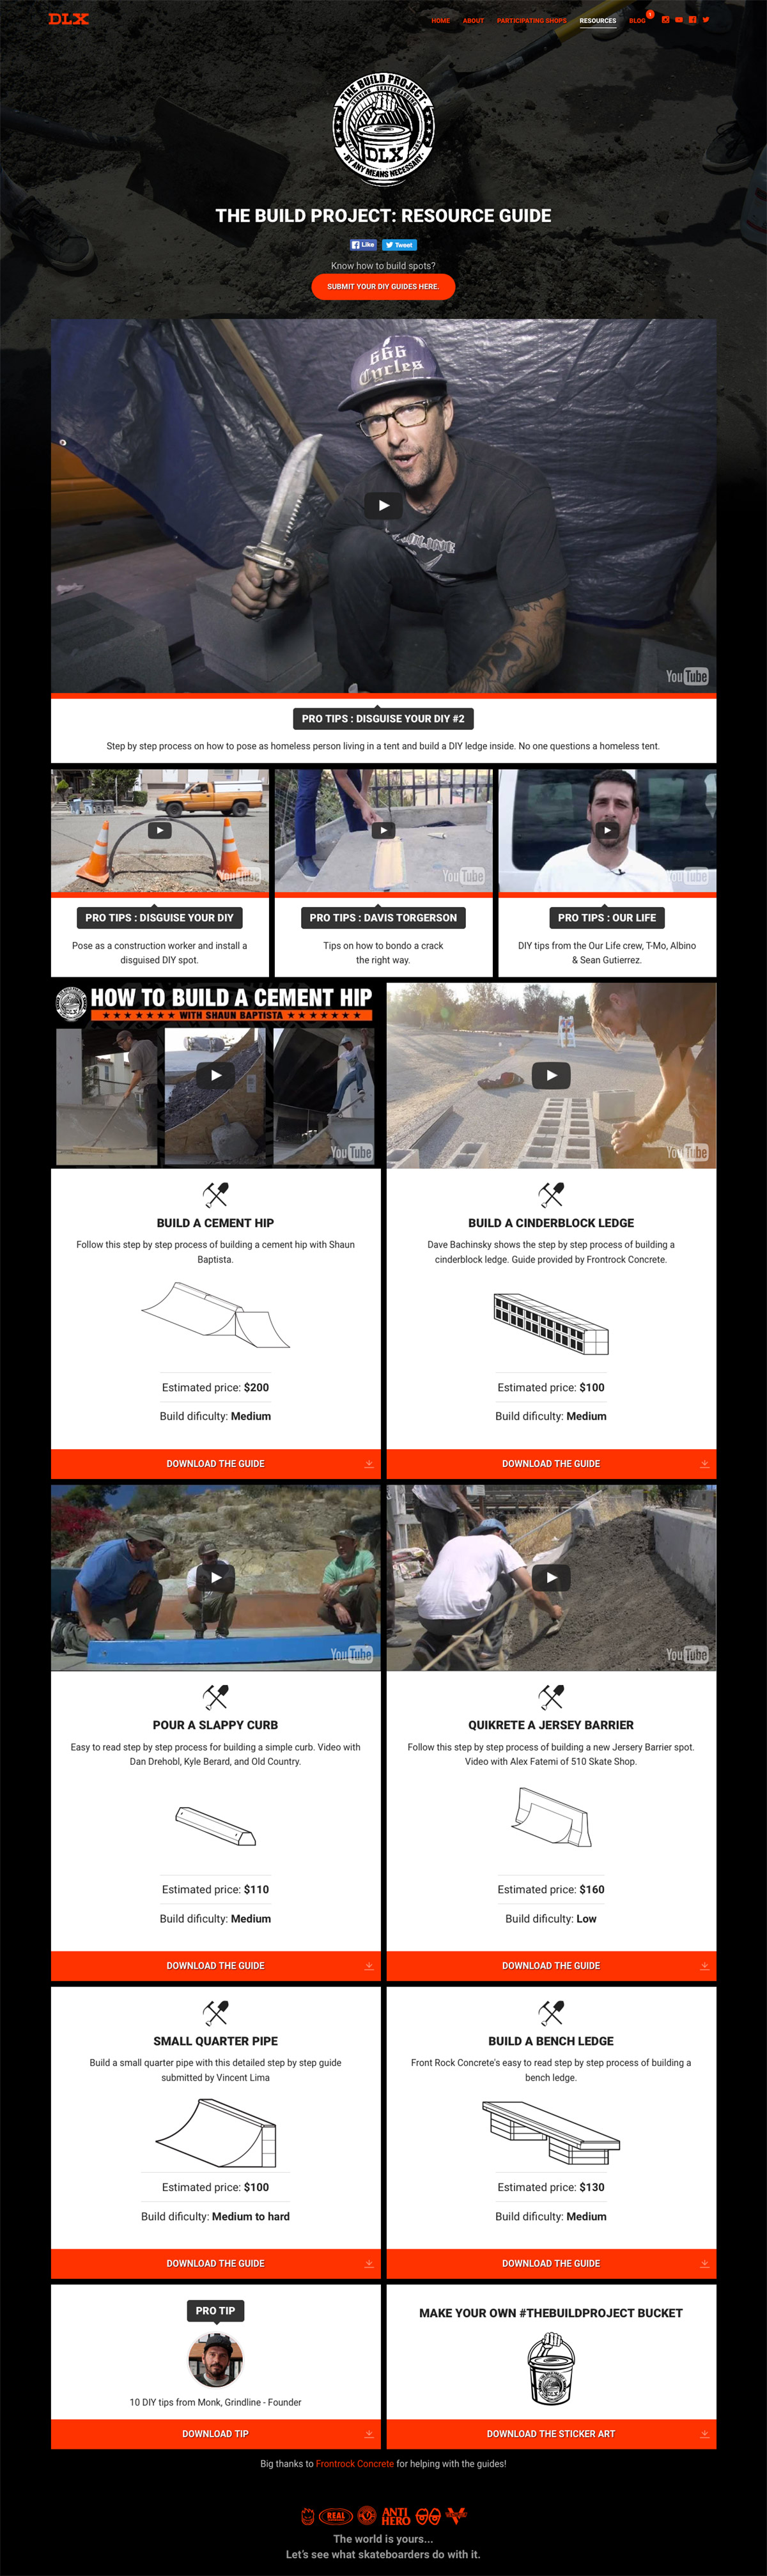 DLX
HOME ABOUT PARTICIPATING SHOPS RESOURCES BLOG 1
THE BUILD PROJECT
SERVICE SKATEBOARDING
DLX
BY ANY MEANS NECESSARY
THE BUILD PROJECT: RESOURCE GUIDE
Like Tweet
Know how to build spots?
SUBMIT YOUR DIY GUIDES HERE.
666
Cycles
YouTube
PRO TIPS : DISGUISE YOUR DIY #2
Step by step process on how to pose as homeless person living in a tent and build a DIY ledge inside. No one questions a homeless tent.
YouTube YouTube YouTube
PRO TIPS : DISGUISE YOUR DIY
Pose as a construction worker and install a
disguised DIY spot.
PRO TIPS : DAVIS TORGERSON
Tips on how to bondo a crack
the right way.
PRO TIPS : OUR LIFE
DIY tips from the Our Life crew, T-Mo, Albino
& Sean Gutierrez.
HOW TO BUILD A CEMENT HIP
WITH SHAUN BAPTISTA
YouTube
BUILD A CEMENT HIP
Follow this step by step process of building a cement hip with Shaun
Baptista.
Estimated price: $200
Build dificulty: Medium
DOWNLOAD THE GUIDE
YouTube
BUILD A CINDERBLOCK LEDGE
Dave Bachinsky shows the step by step process of building a
cinderblock ledge. Guide provided by Frontrock Concrete.
Estimated price: $100
Build dificulty: Medium
DOWNLOAD THE GUIDE
YouTube
POUR A SLAPPY CURB
Easy to read step by step process for building a simple curb. Video with
Dan Drehobl, Kyle Berard, and Old Country.
Estimated price: $110
Build dificulty: Medium
DOWNLOAD THE GUIDE
YouTube
QUIKRETE A JERSEY BARRIER
Follow this step by step process of building a new Jersery Barrier spot.
Video with Alex Fatemi of 510 Skate Shop.
Estimated price: $160
Build dificulty: Low
DOWNLOAD THE GUIDE
SMALL QUARTER PIPE
Build a small quarter pipe with this detailed step by step guide
submitted by Vincent Lima
Estimated price: $100
Build dificulty: Medium to hard
DOWNLOAD THE GUIDE
BUILD A BENCH LEDGE
Front Rock Concrete's easy to read step by step process of building a
bench ledge.
Estimated price: $130
Build dificulty: Medium
DOWNLOAD THE GUIDE
PRO TIP
10 DIY tips from Monk, Grindline - Founder
DOWNLOAD TIP
MAKE YOUR OWN #THEBUILDPROJECT BUCKET
DLX
DOWNLOAD THE STICKER ART
Big thanks to Frontrock Concrete for helping with the guides!
REAL
ANTI
HERO
The world is yours...
Let's see what skateboarders do with it.